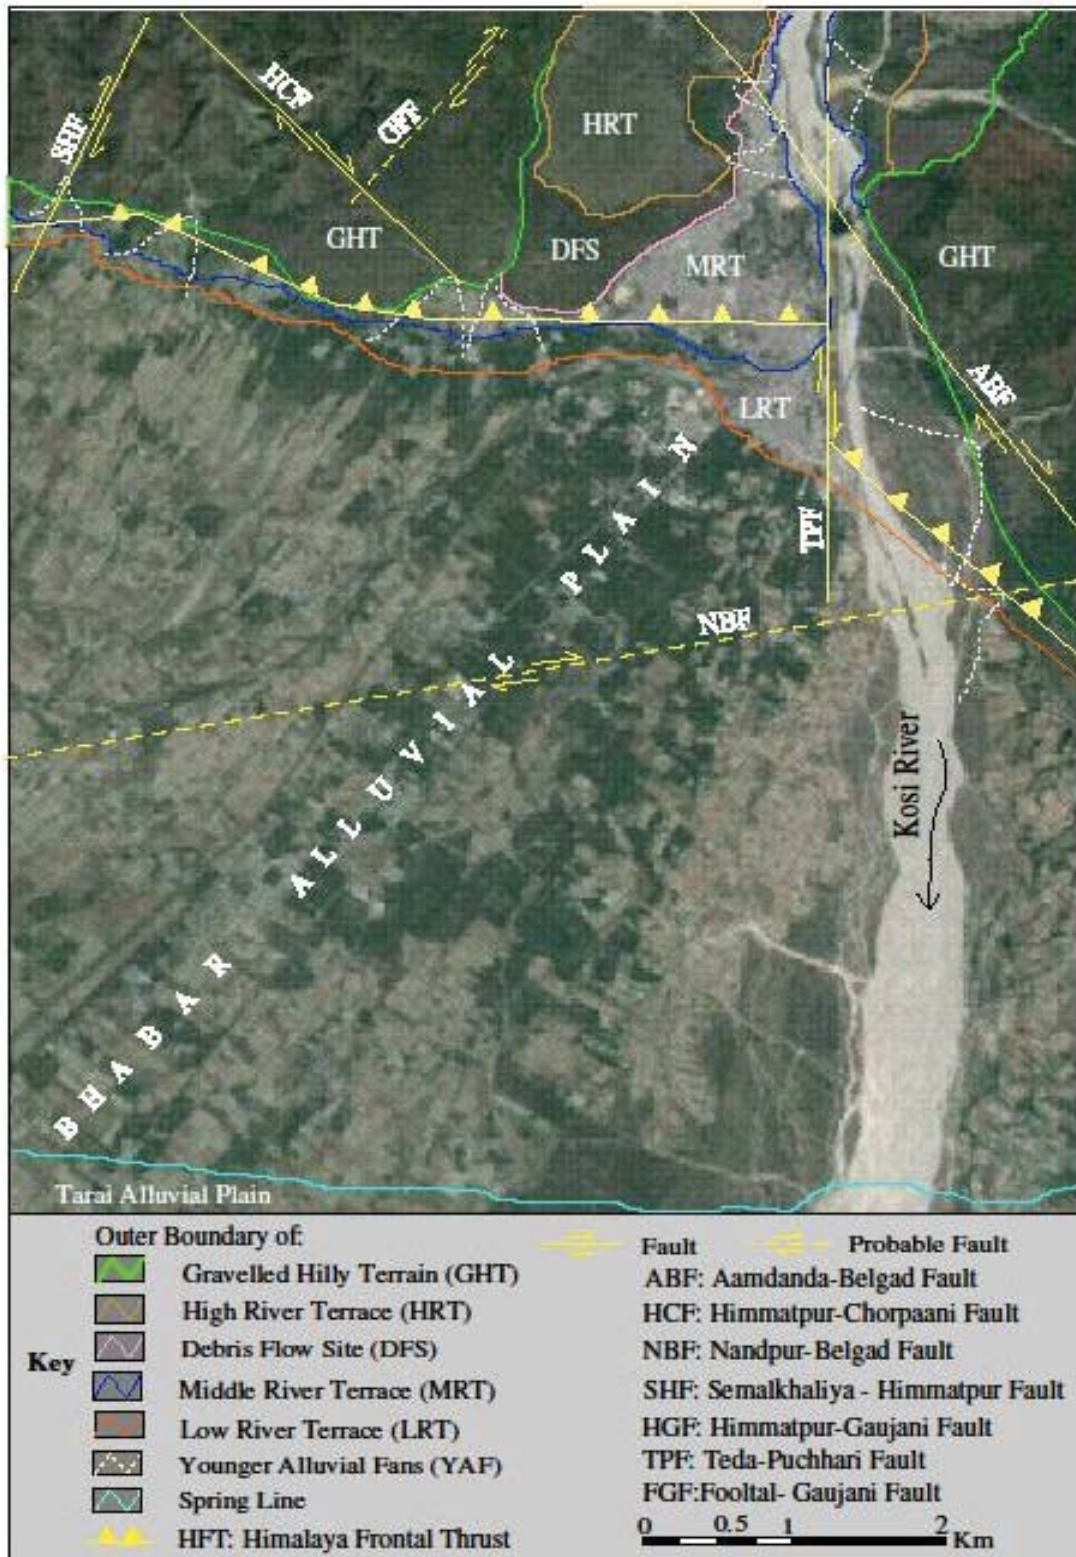 HCF
GFF
SHF
HRT
GHT
DFS
MRT
GHT
ABF
LRT
TPF
NBF
BHABAR ALLUVIAL PLAIN
Kosi River
Tarai Alluvial Plain
Key
Outer Boundary of:
Gravelled Hilly Terrain (GHT)
High River Terrace (HRT)
Debris Flow Site (DFS)
Middle River Terrace (MRT)
Low River Terrace (LRT)
Younger Alluvial Fans (YAF)
Spring Line
HFT: Himalaya Frontal Thrust
Fault Probable Fault
ABF: Aamdanda-Belgad Fault
HCF: Himmatpur-Chorpaani Fault
NBF: Nandpur-Belgad Fault
SHF: Semalkhaliya - Himmatpur Fault
HGF: Himmatpur-Gaujani Fault
TPF: Teda-Puchhari Fault
FGF:Fooltal- Gaujani Fault
0 0.5 1 2 Km